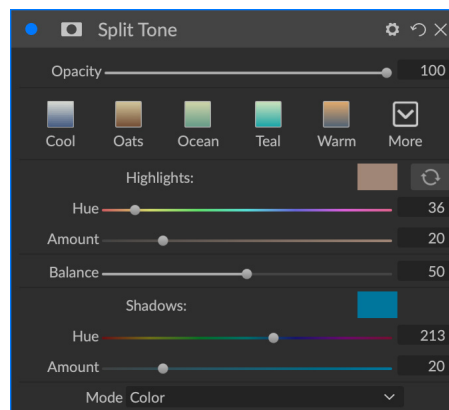 Split Tone
Opacity 100
Cool Oats Ocean Teal Warm More
Highlights:
Hue 36
Amount 20
Balance 50
Shadows:
Hue 213
Amount 20
Mode Color